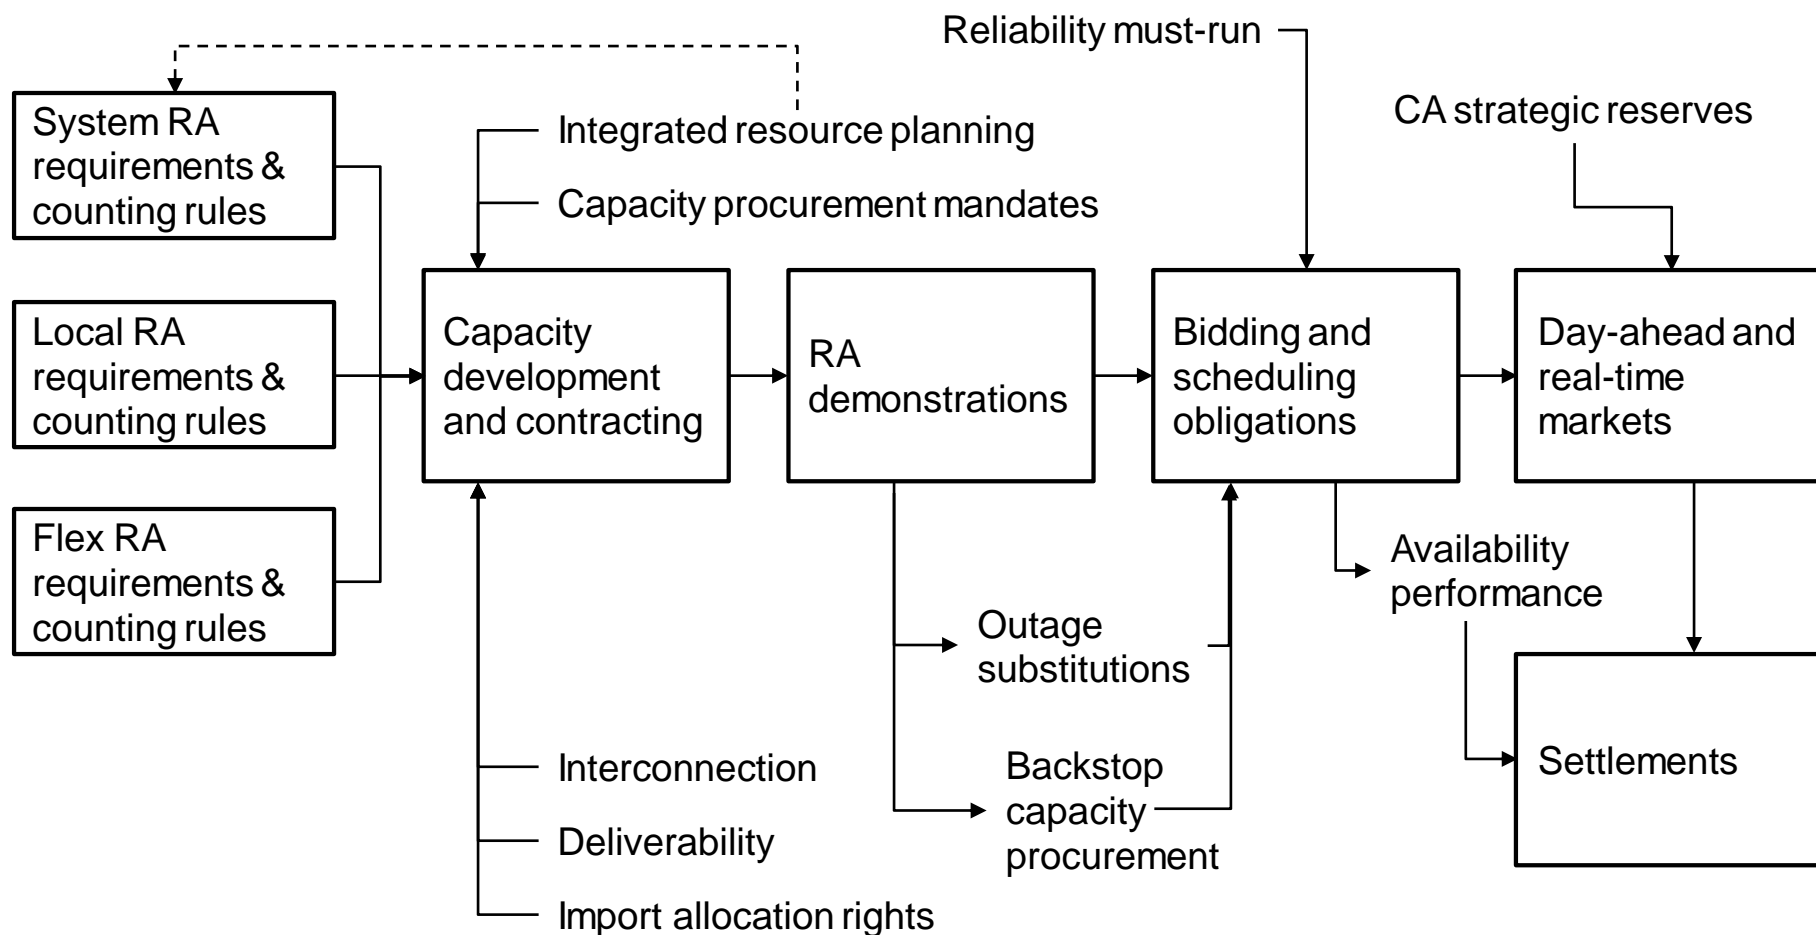 Reliability must-run
System RA
requirements &
counting rules
Integrated resource planning
CA strategic reserves
Capacity procurement mandates
Local RA
requirements &
counting rules
Capacity
development
and contracting
RA
demonstrations
Bidding and
scheduling
obligations
Day-ahead and
real-time
markets
Flex RA
requirements &
counting rules
Availability
performance
Outage
substitutions
Backstop
capacity
procurement
Settlements
Interconnection
Deliverability
Import allocation rights